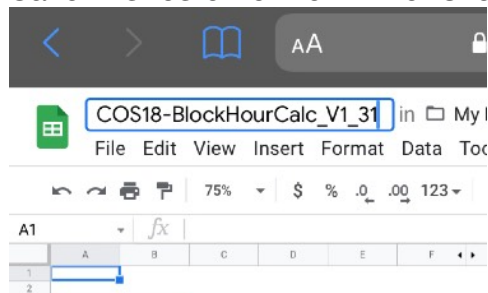 AA
COS18-BlockHourCalc_V1_31 in My
File Edit View Insert Format Data
75% $ % .0 .00 123
A1 fx
A B C D E F
1
2